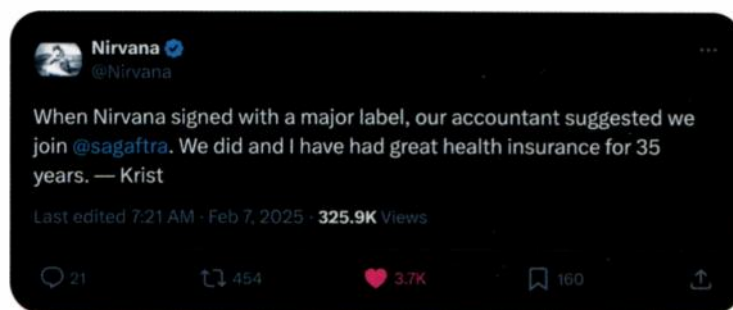 Nirvana
@Nirvana
When Nirvana signed with a major label, our accountant suggested we
join @sagaftra. We did and I have had great health insurance for 35
years. — Krist
Last edited 7:21 AM · Feb 7, 2025 · 325.9K Views
21 454 3.7K 160